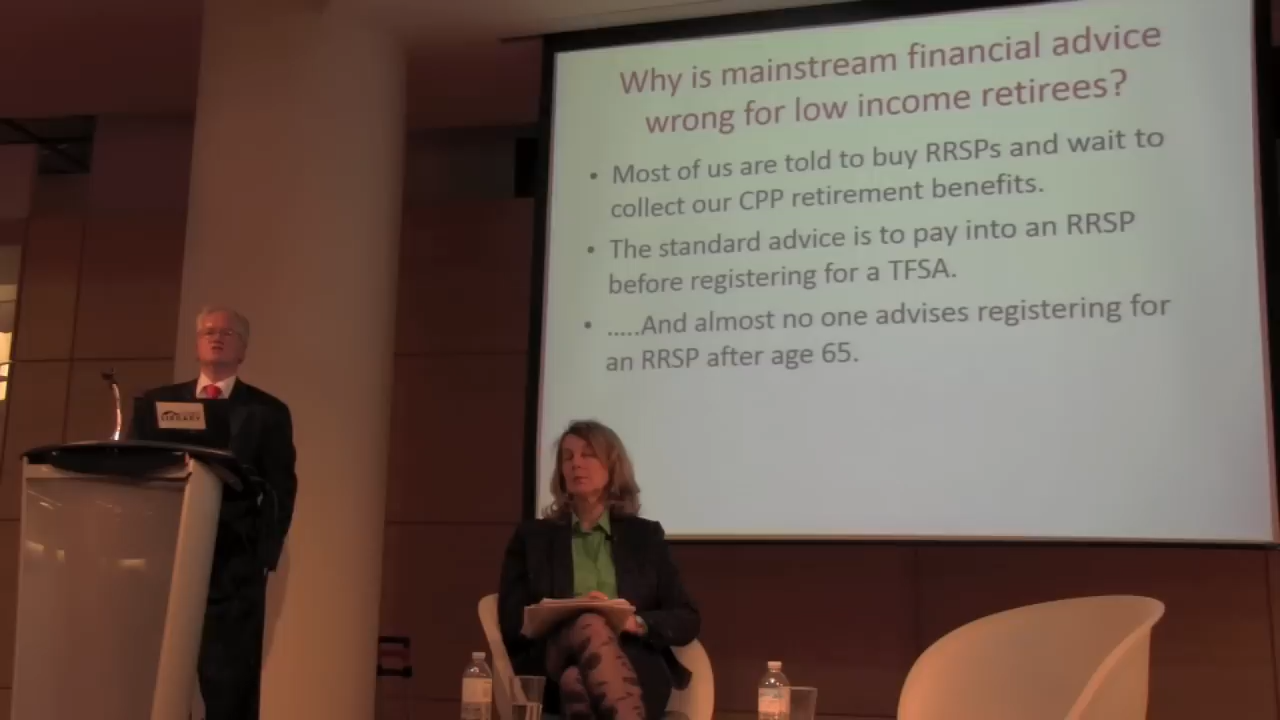 Why is mainstream financial advice
wrong for low income retirees?
• Most of us are told to buy RRSPs and wait to
collect our CPP retirement benefits.
• The standard advice is to pay into an RRSP
before registering for a TFSA.
• .....And almost no one advises registering for
an RRSP after age 65.
LIBRARY